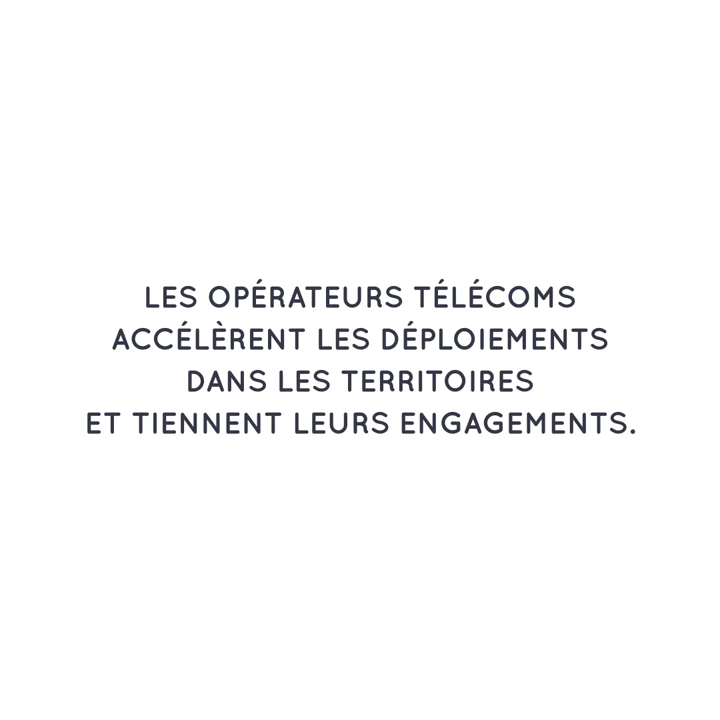 LES OPÉRATEURS TÉLÉCOMS
ACCÉLÈRENT LES DÉPLOIEMENTS
DANS LES TERRITOIRES
ET TIENNENT LEURS ENGAGEMENTS.